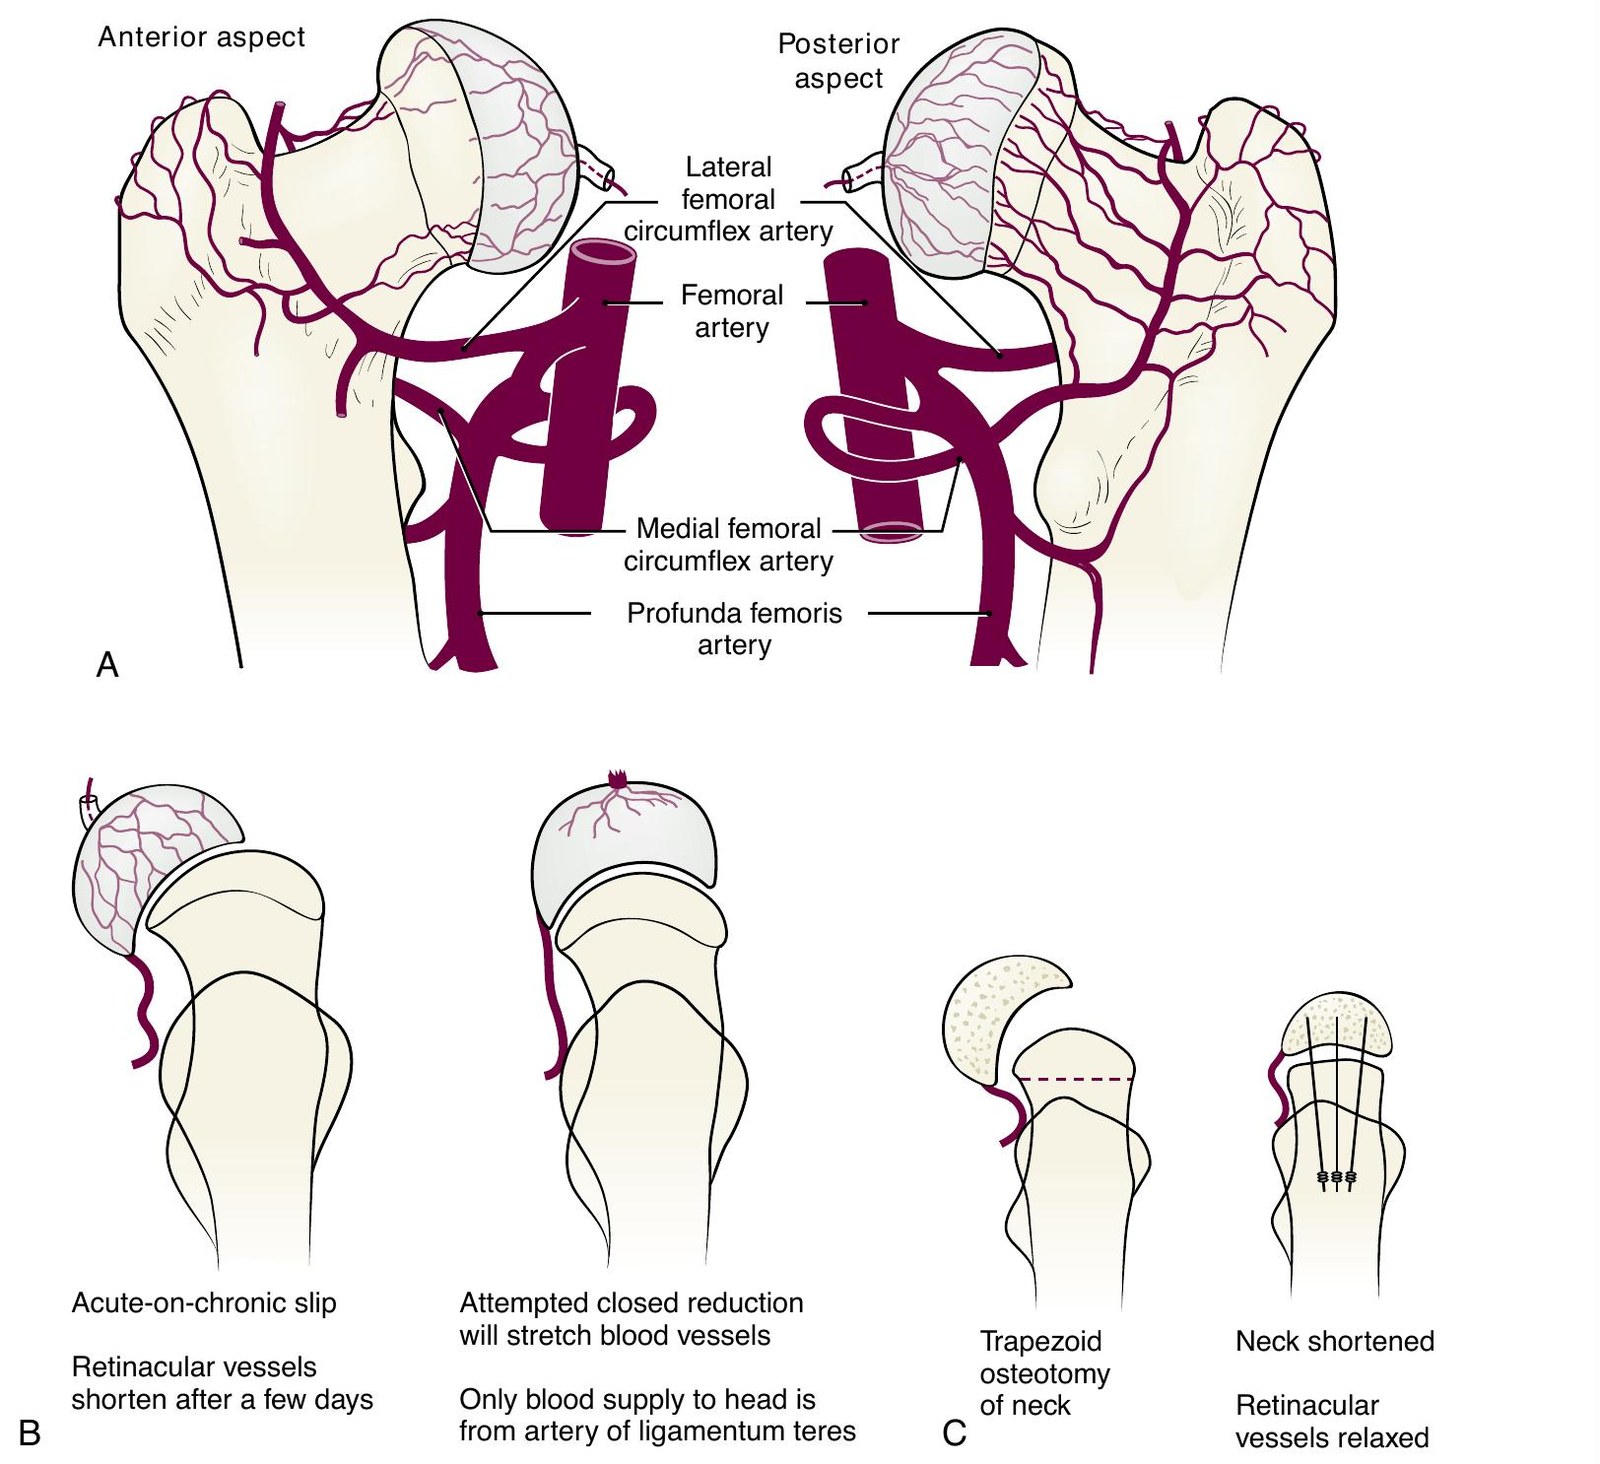 Anterior aspect
Posterior
aspect
Lateral
femoral
circumflex artery
Femoral
artery
Medial femoral
circumflex artery
Profunda femoris
artery
A
Acute-on-chronic slip
Retinacular vessels
shorten after a few days
Attempted closed reduction
will stretch blood vessels
Only blood supply to head is
from artery of ligamentum teres
B
Trapezoid
osteotomy
of neck
Neck shortened
Retinacular
vessels relaxed
C